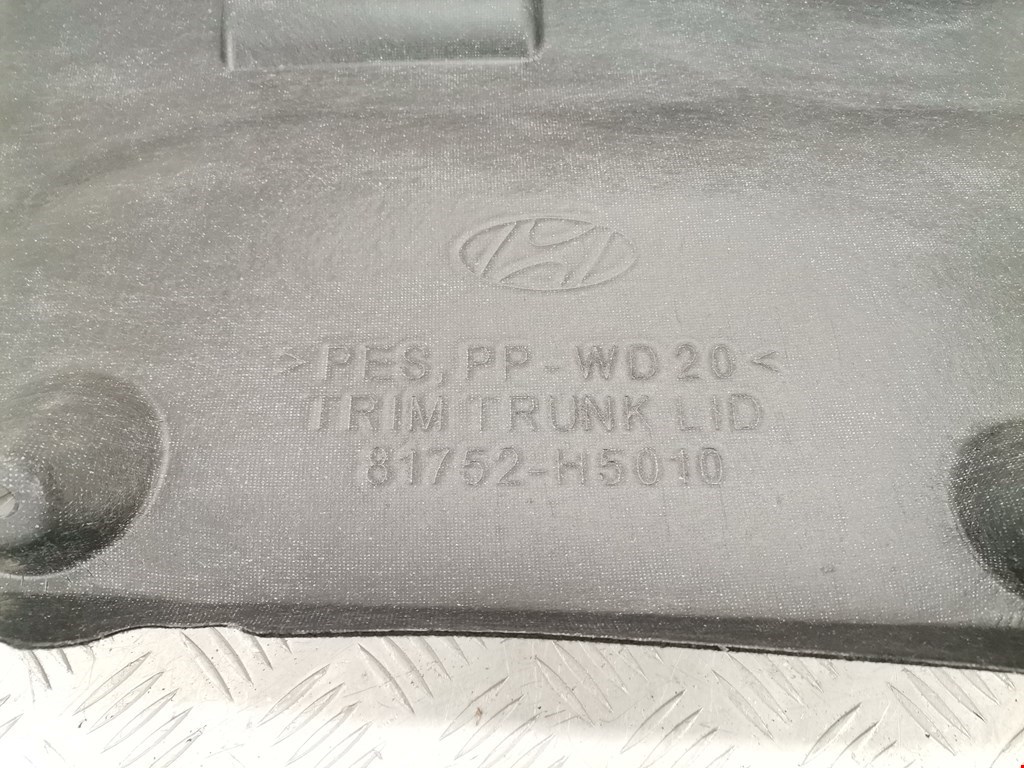 >PES, PP-WD20<
TRIM TRUNK LID
81752-H5010